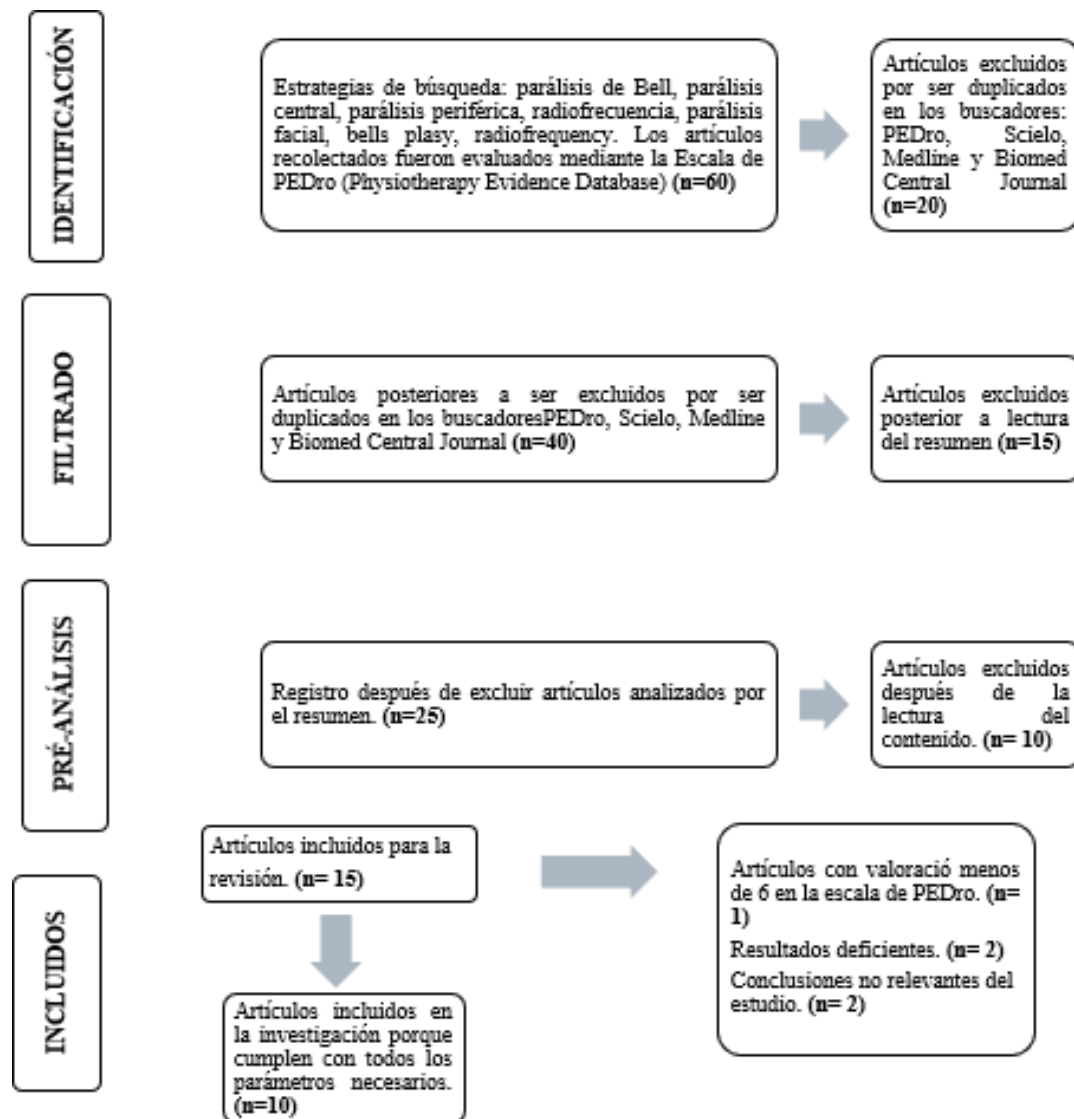 IDENTIFICACIÓN
Estrategias de búsqueda: parálisis de Bell, parálisis
central, parálisis periférica, radiofrecuencia, parálisis
facial, bells plasy, radiofrequency. Los artículos
recolectados fueron evaluados mediante la Escala de
PEDro (Physiotherapy Evidence Database) (n=60)
Artículos excluidos
por ser duplicados
en los buscadores:
PEDro, Scielo,
Medline y Biomed
Central Journal
(n=20)
FILTRADO
Artículos posteriores a ser excluidos por ser
duplicados en los buscadoresPEDro, Scielo, Medline
y Biomed Central Journal (n=40)
Artículos excluidos
posterior a lectura
del resumen (n=15)
PRÉ-ANÁLISIS
Registro después de excluir artículos analizados por
el resumen. (n=25)
Artículos excluidos
después de la
lectura del
contenido. (n= 10)
INCLUIDOS
Artículos incluidos para la
revisión. (n= 15)
Artículos con valoració menos
de 6 en la escala de PEDro. (n=
1)
Resultados deficientes. (n= 2)
Conclusiones no relevantes del
estudio. (n= 2)
Artículos incluidos en
la investigación porque
cumplen con todos los
parámetros necesarios.
(n=10)